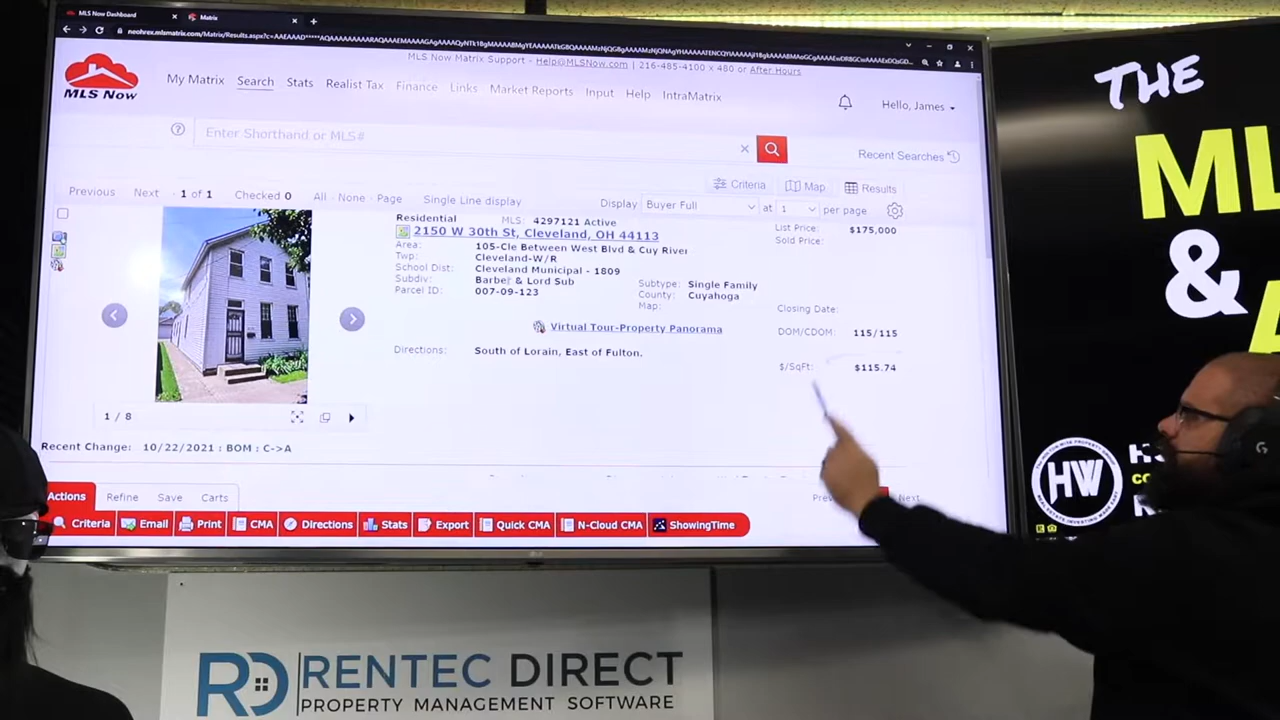 MLS Now Dashboard
Matrix
MLS Now Matrix Support - Help@MLSNow.com | 216-485-4100 x 480 or After Hours
MLS Now
My Matrix Search Stats Realist Tax Finance Links Market Reports Input Help IntraMatrix
Hello, James
Enter Shorthand or MLS#
Recent Searches
Criteria Map Results
Previous Next · 1 of 1 Checked 0 All · None · Page Single Line display
Display Buyer Full at 1 per page
Residential MLS: 4297121 Active
2150 W 30th St, Cleveland, OH 44113
Area: 105-Cle Between West Blvd & Cuy River
Twp: Cleveland-W/R
School Dist: Cleveland Municipal - 1809
Subdiv: Barber & Lord Sub
Parcel ID: 007-09-123
Subtype: Single Family
County: Cuyahoga
Map:
List Price: $175,000
Sold Price:
Closing Date:
DOM/CDOM: 115/115
$/SqFt: $115.74
Virtual Tour-Property Panorama
Directions: South of Lorain, East of Fulton.
1 / 8
Recent Change: 10/22/2021 : BOM : C->A
Actions Refine Save Carts
Next
Criteria Email Print CMA Directions Stats Export Quick CMA N-Cloud CMA ShowingTime
THE
ML
&
HW
RD RENTEC DIRECT
PROPERTY MANAGEMENT SOFTWARE